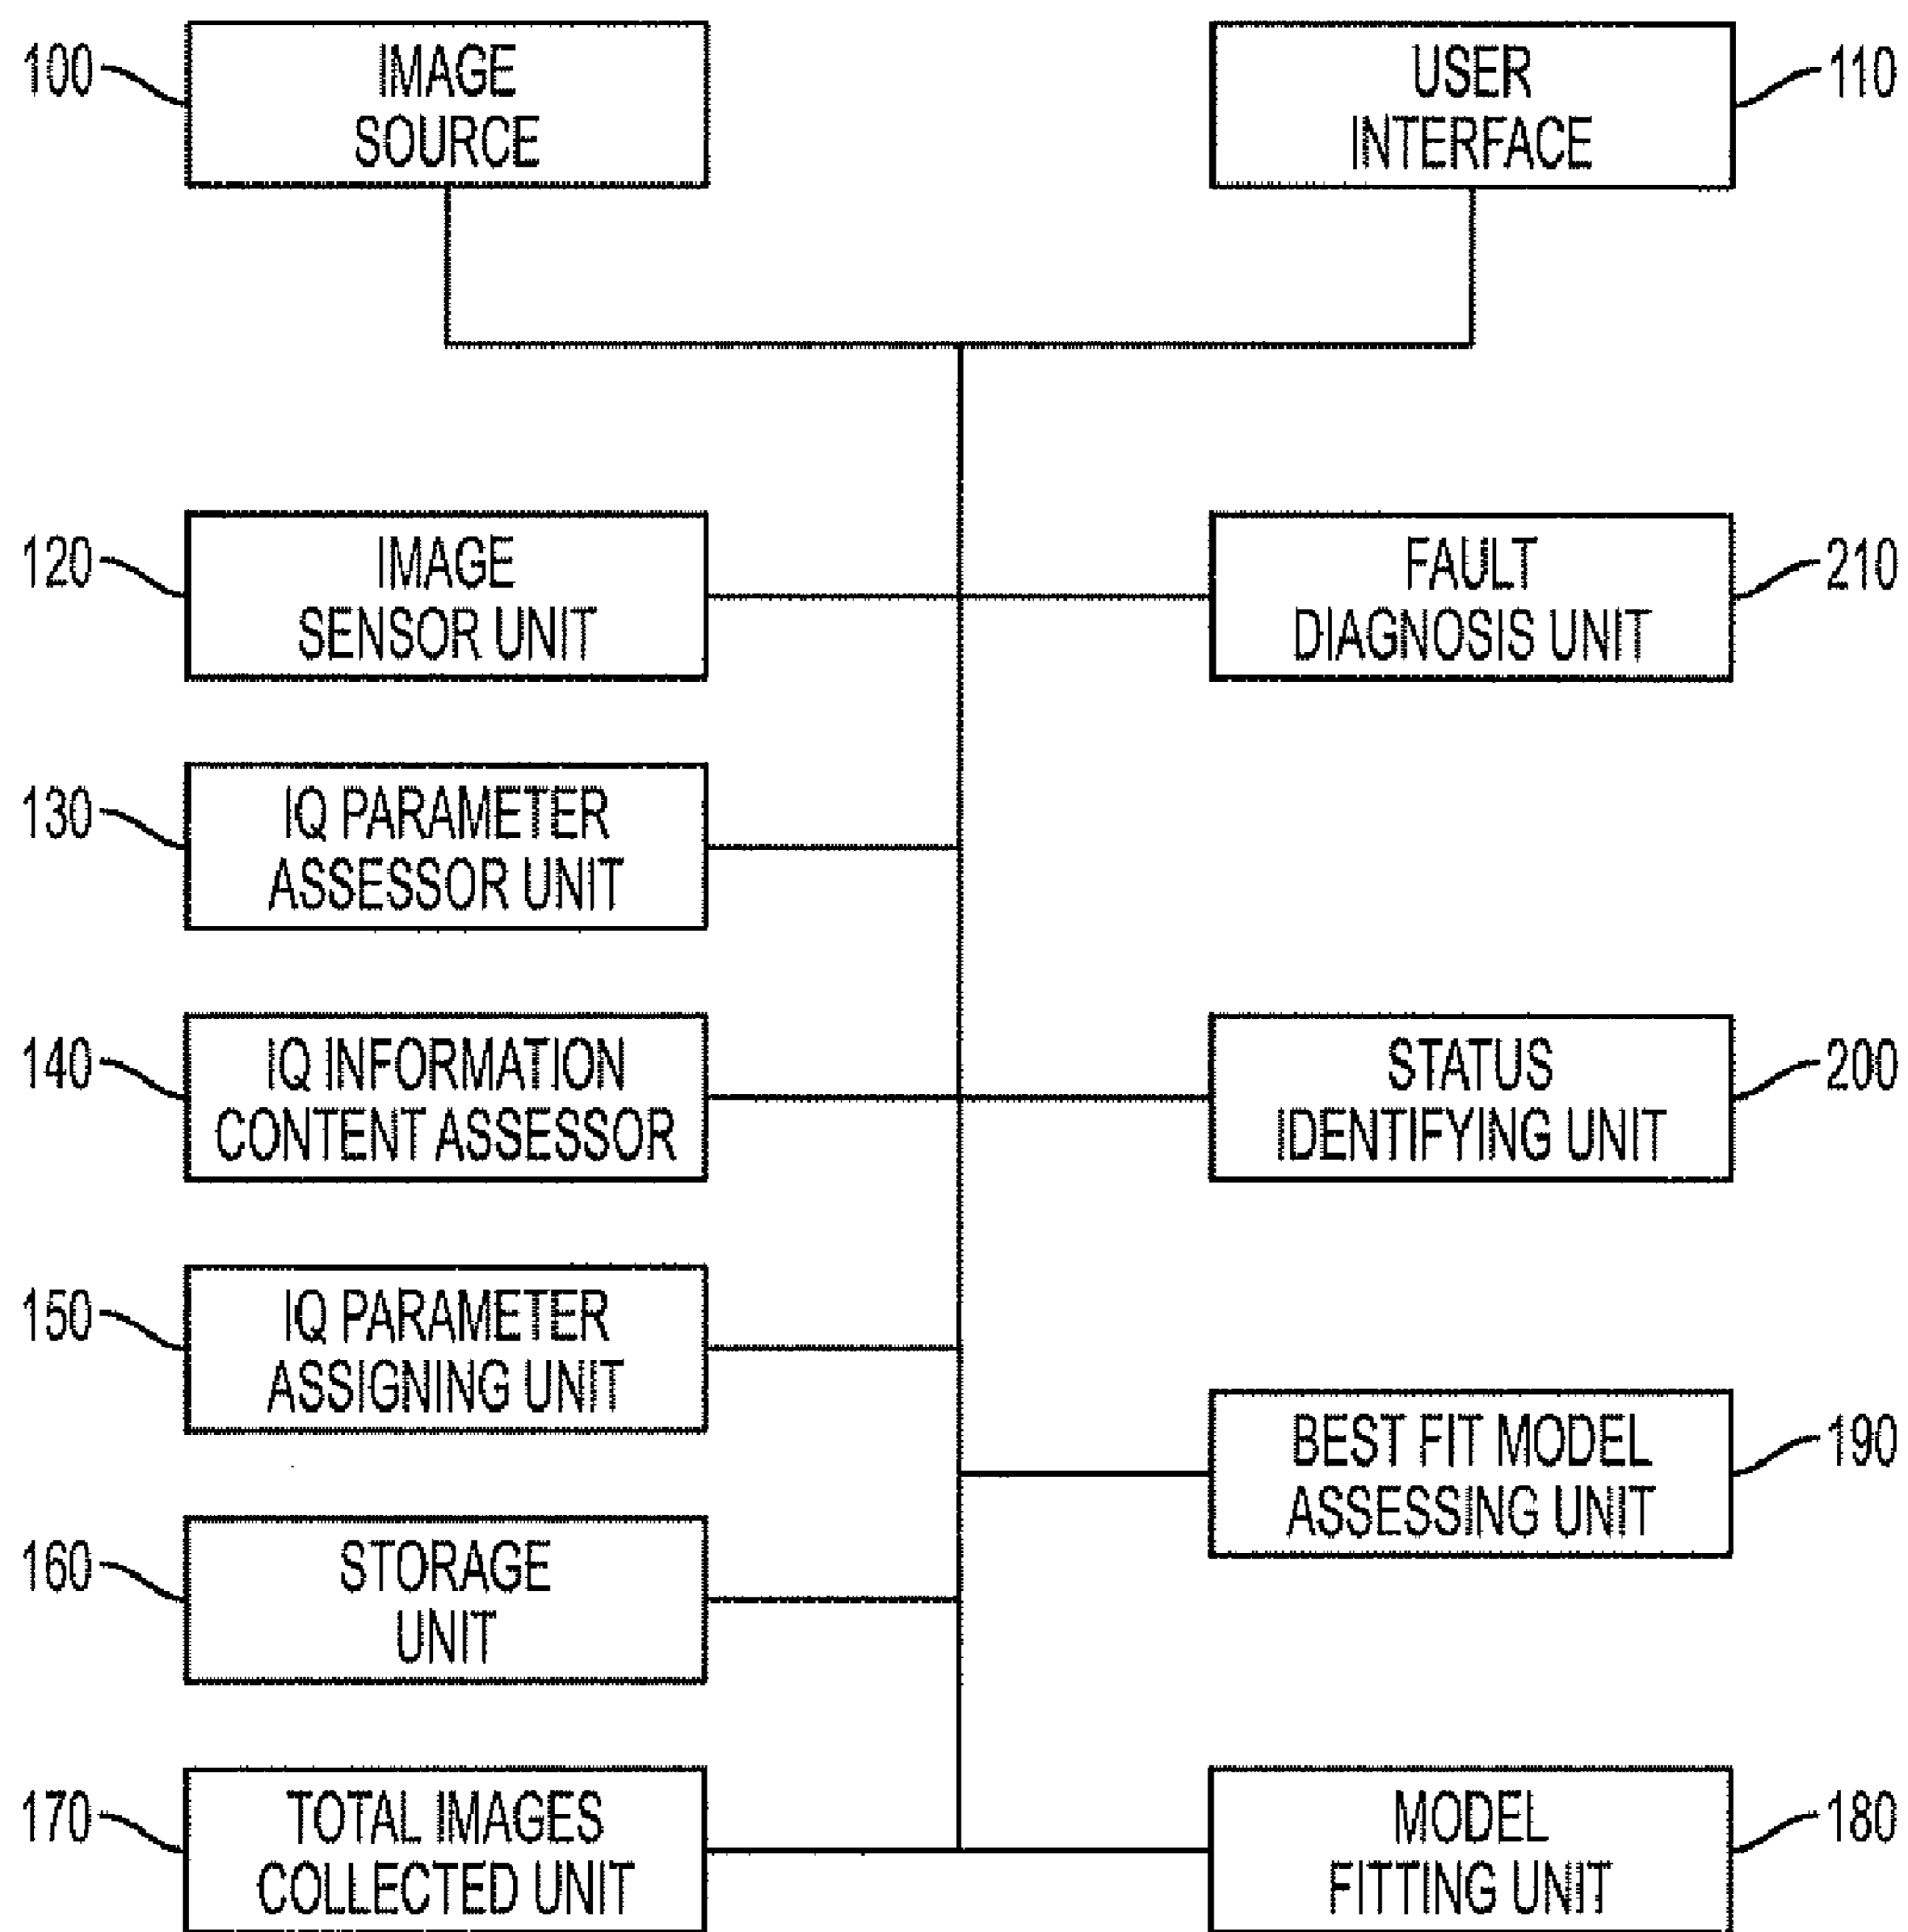 100
IMAGE
SOURCE
USER
INTERFACE
110
120
IMAGE
SENSOR UNIT
FAULT
DIAGNOSIS UNIT
210
130
IQ PARAMETER
ASSESSOR UNIT
140
IQ INFORMATION
CONTENT ASSESSOR
STATUS
IDENTIFYING UNIT
200
150
IQ PARAMETER
ASSIGNING UNIT
BEST FIT MODEL
ASSESSING UNIT
190
160
STORAGE
UNIT
170
TOTAL IMAGES
COLLECTED UNIT
MODEL
FITTING UNIT
180